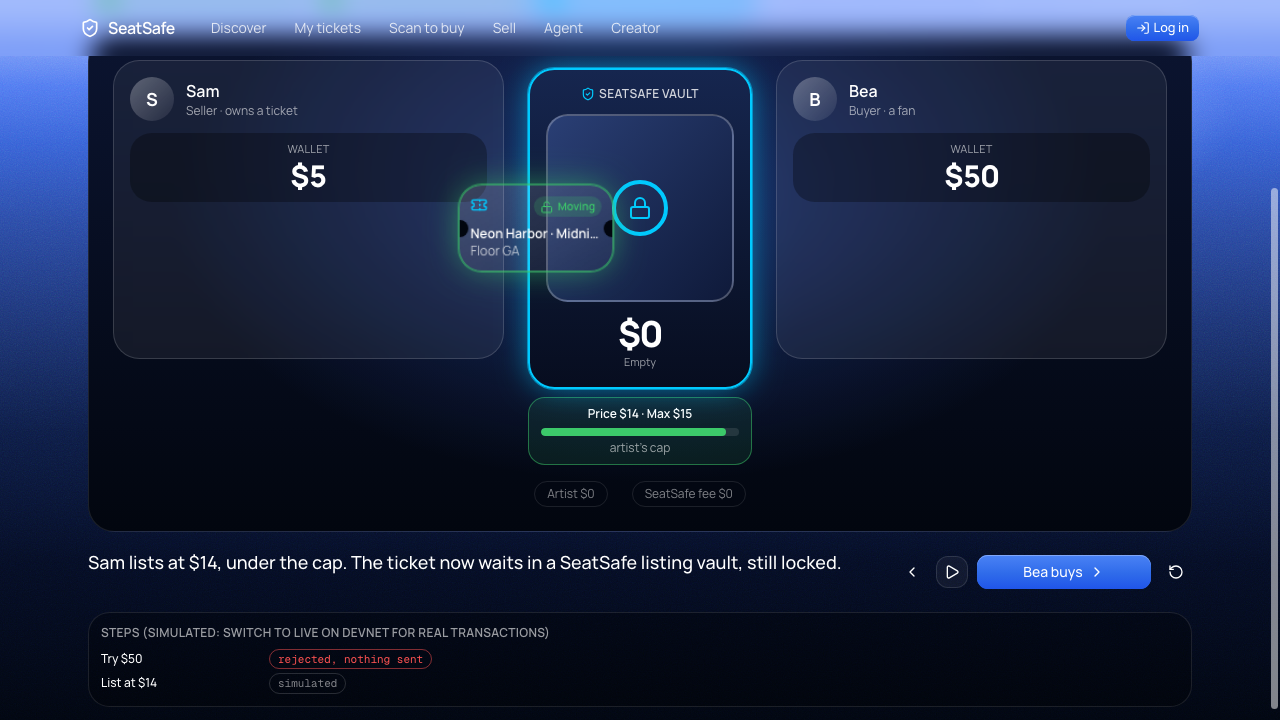 SeatSafe
Discover
My tickets
Scan to buy
Sell
Agent
Creator
Log in
S
Sam
Seller · owns a ticket
WALLET
$5
SEATSAFE VAULT
B
Bea
Buyer · a fan
WALLET
$50
Moving
Neon Harbor · Midni...
Floor GA
$0
Empty
Price $14 · Max $15
artist's cap
Artist $0
SeatSafe fee $0
Sam lists at $14, under the cap. The ticket now waits in a SeatSafe listing vault, still locked.
Bea buys
STEPS (SIMULATED: SWITCH TO LIVE ON DEVNET FOR REAL TRANSACTIONS)
Try $50
rejected, nothing sent
List at $14
simulated